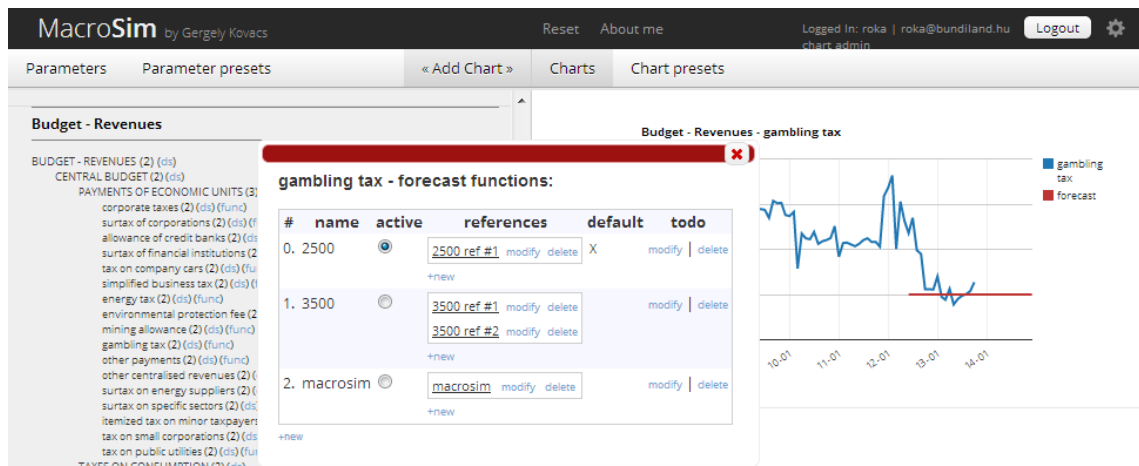 MacroSim by Gergely Kovacs
Reset About me
Logged In: roka | roka@bundiland.hu
chart admin
Logout
Parameters Parameter presets « Add Chart » Charts Chart presets
Budget - Revenues
BUDGET - REVENUES (2) (ds)
CENTRAL BUDGET (2) (ds)
PAYMENTS OF ECONOMIC UNITS (3)
corporate taxes (2) (ds) (func)
surtax of corporations (2) (ds) (f
allowance of credit banks (2) (ds
surtax of financial institutions (2
tax on company cars (2) (ds) (fu
simplified business tax (2) (ds) (
energy tax (2) (ds) (func)
environmental protection fee (2
mining allowance (2) (ds) (func)
gambling tax (2) (ds) (func)
other payments (2) (ds) (func)
other centralised revenues (2) (
surtax on energy suppliers (2) (
surtax on specific sectors (2) (ds
itemized tax on minor taxpayers
tax on small corporations (2) (ds
tax on public utilities (2) (ds) (fu
TAXES ON CONSUMPTION (2) (ds)
gambling tax - forecast functions:
# name active references default todo
0. 2500 2500 ref #1 modify delete X modify | delete
+new
1. 3500 3500 ref #1 modify delete modify | delete
3500 ref #2 modify delete
+new
2. macrosim macrosim modify delete modify | delete
+new
+new
Budget - Revenues - gambling tax
gambling
tax
forecast
10-01 11-01 12-01 13-01 14-01